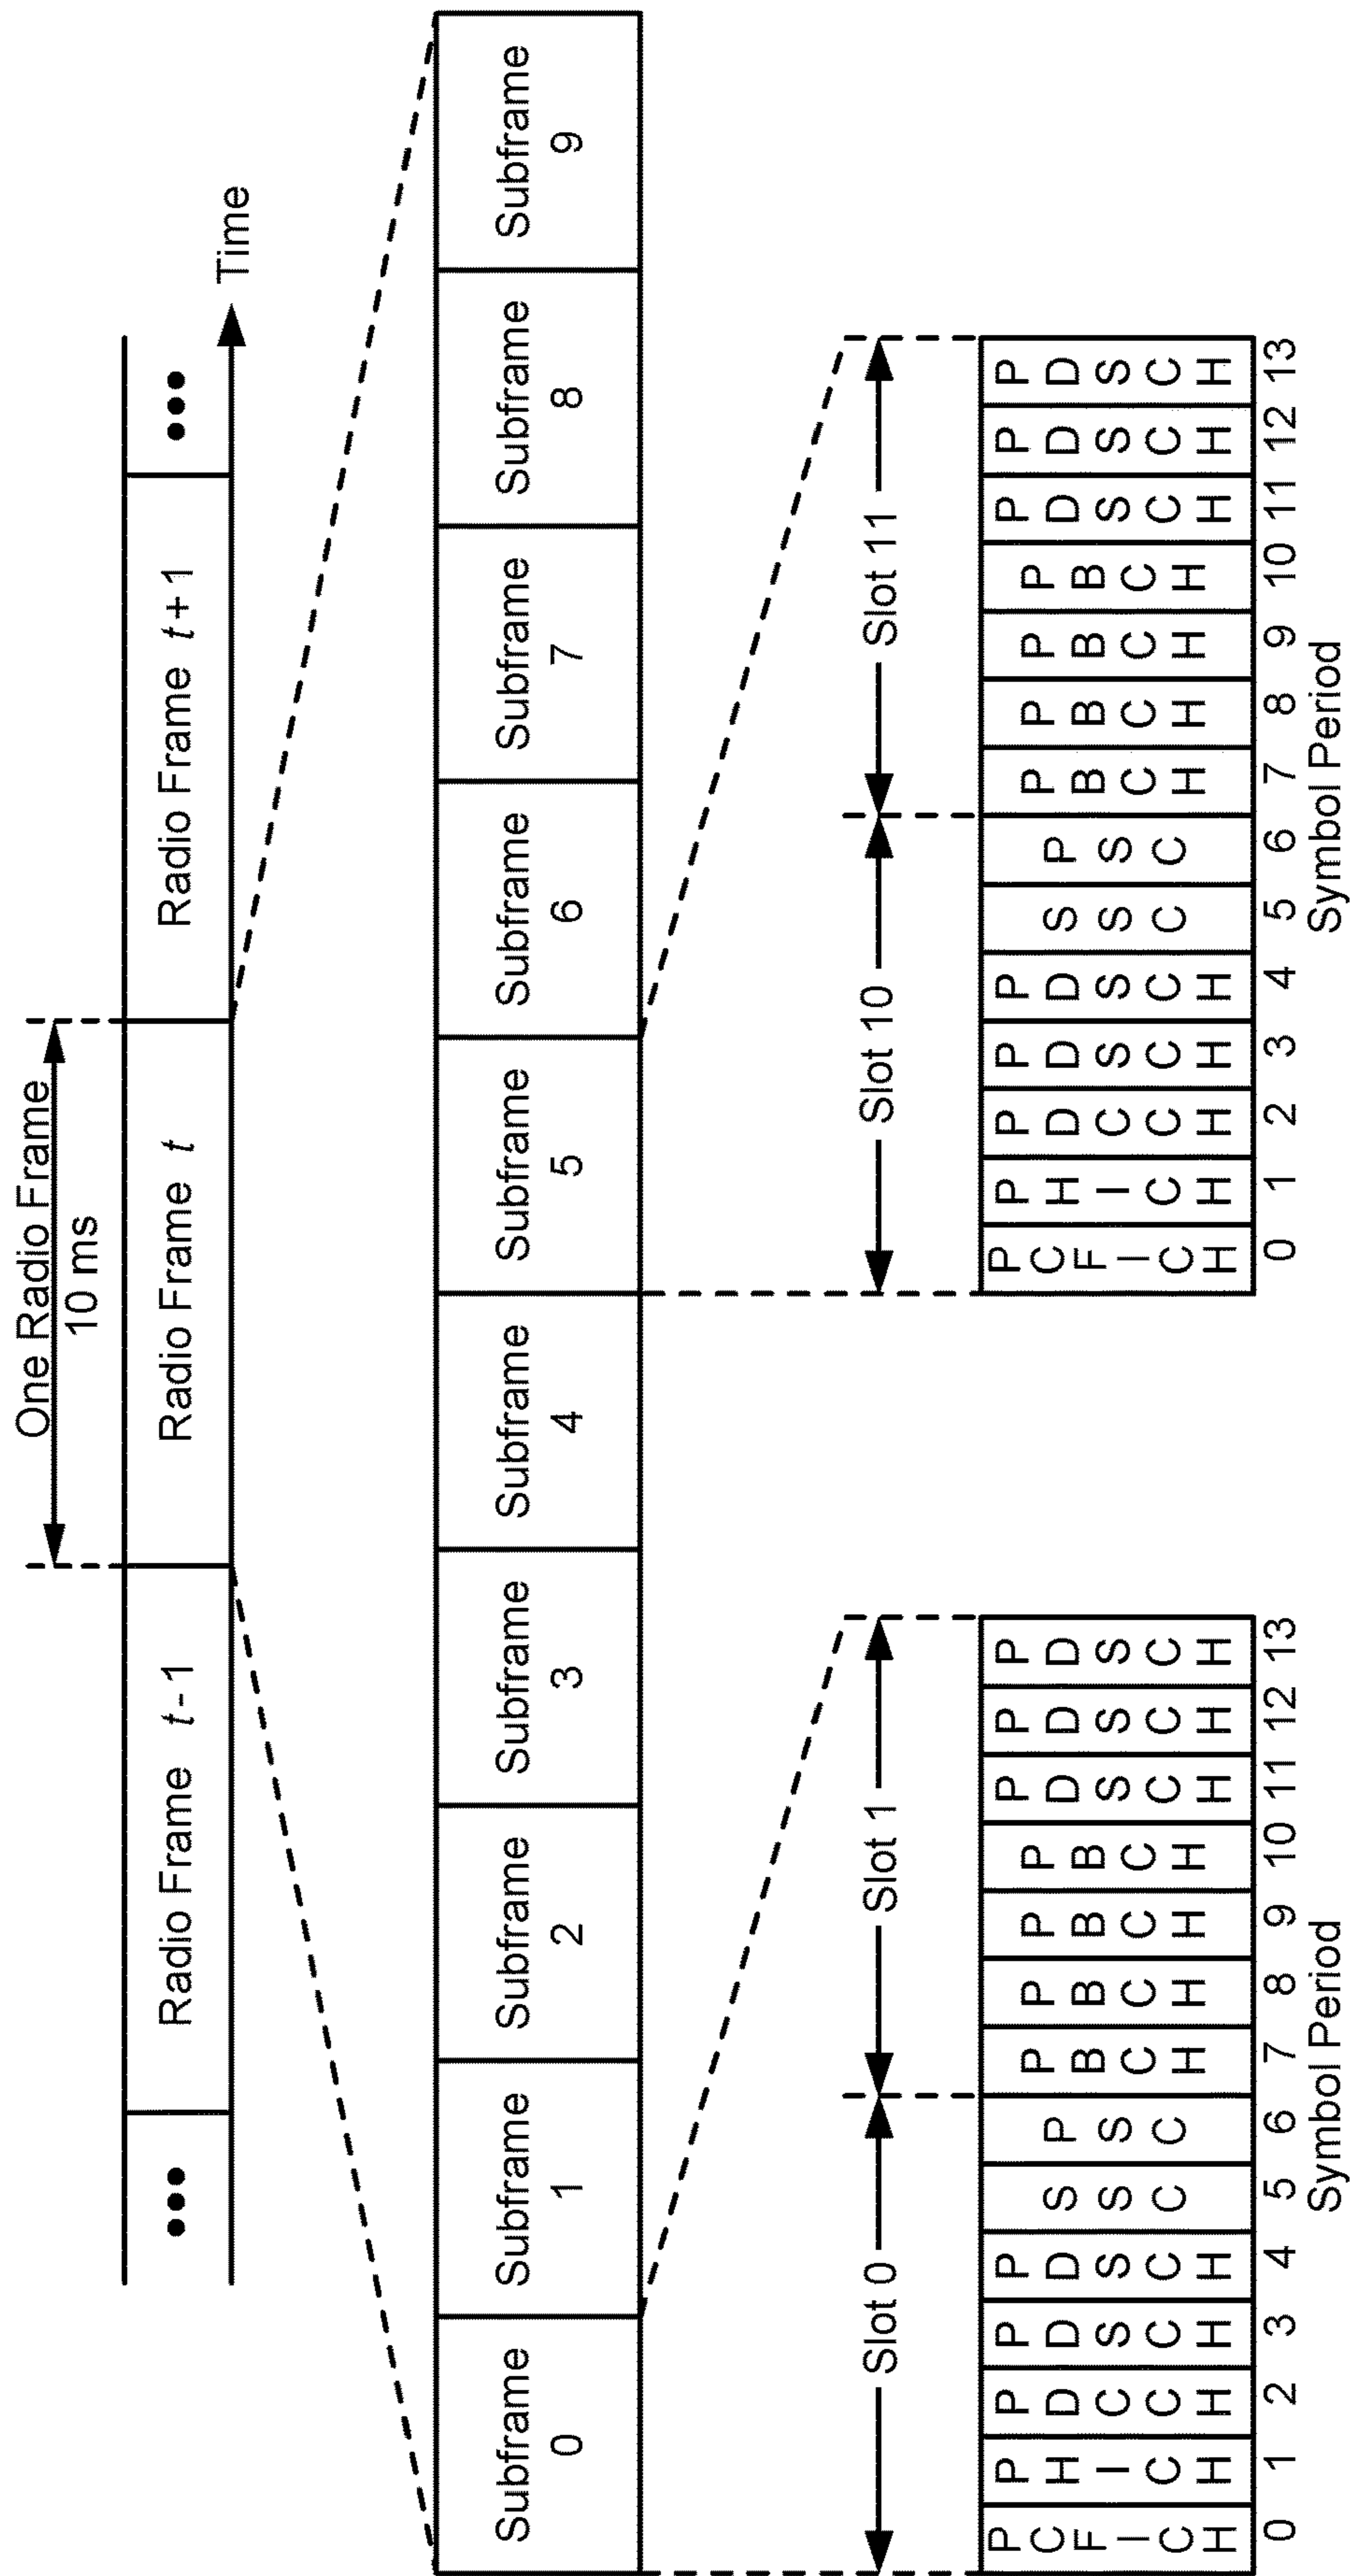 One Radio Frame
10 ms
••• Radio Frame t-1 Radio Frame t Radio Frame t+1 •••
Time
Subframe 0 Subframe 1 Subframe 2 Subframe 3 Subframe 4 Subframe 5 Subframe 6 Subframe 7 Subframe 8 Subframe 9
Slot 0 Slot 1
PCFICH PHICH PDCCH PDSCH PDSCH SSC PSC PBCH PBCH PBCH PBCH PDSCH PDSCH PDSCH
0 1 2 3 4 5 6 7 8 9 10 11 12 13
Symbol Period
Slot 10 Slot 11
PCFICH PHICH PDCCH PDSCH PDSCH SSC PSC PBCH PBCH PBCH PBCH PDSCH PDSCH PDSCH
0 1 2 3 4 5 6 7 8 9 10 11 12 13
Symbol Period